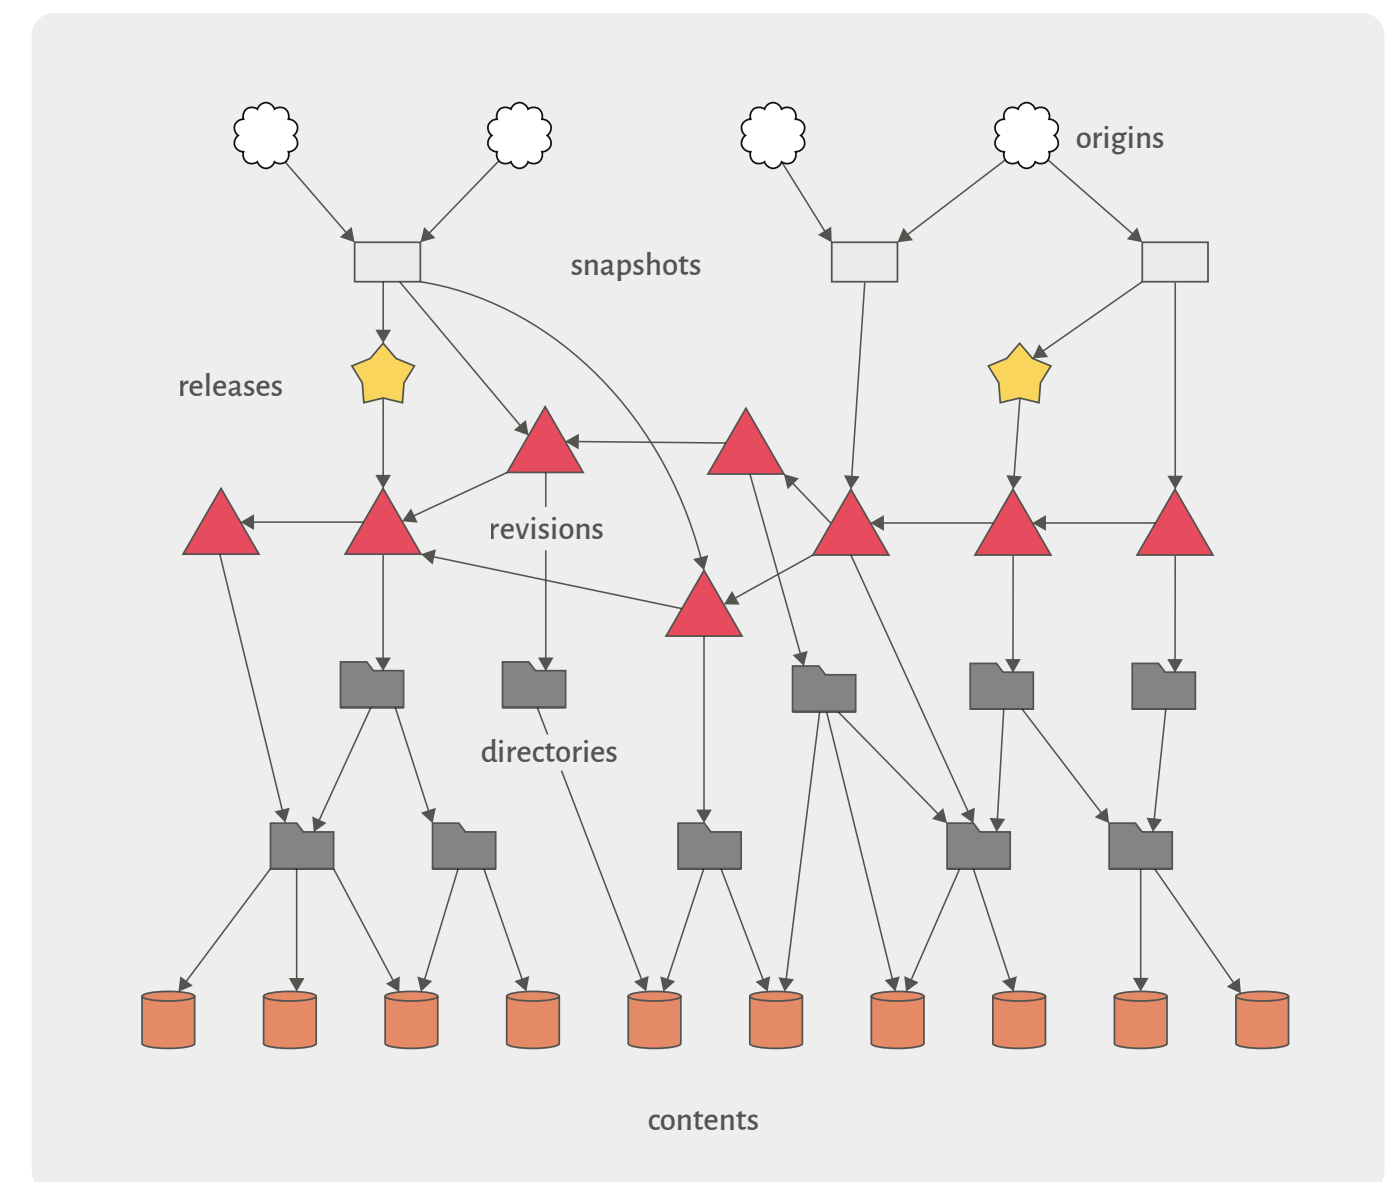 origins
snapshots
releases
revisions
directories
contents